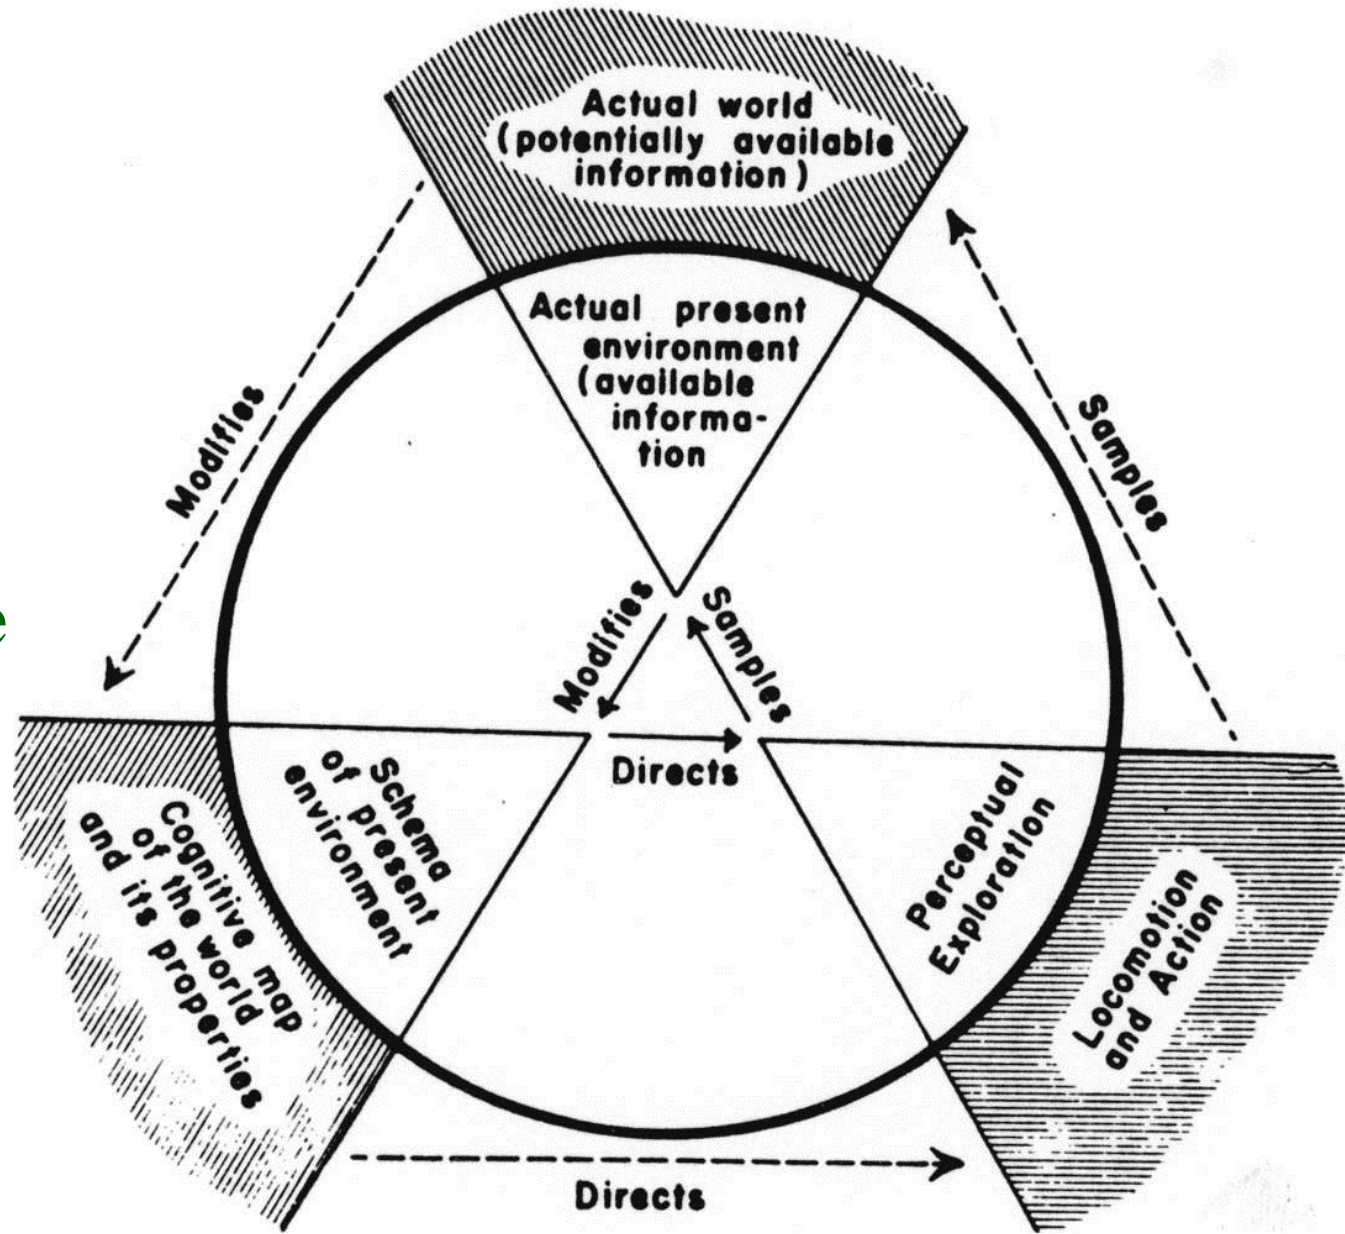 Actual world
(potentially available
information)
Actual present
environment
(available
informa-
tion
Modifies
Samples
Modifies
Samples
Directs
e
Schema
of present
environment
Cognitive map
of the world
and its properties
Perceptual
Exploration
Locomotion
and Action
Directs